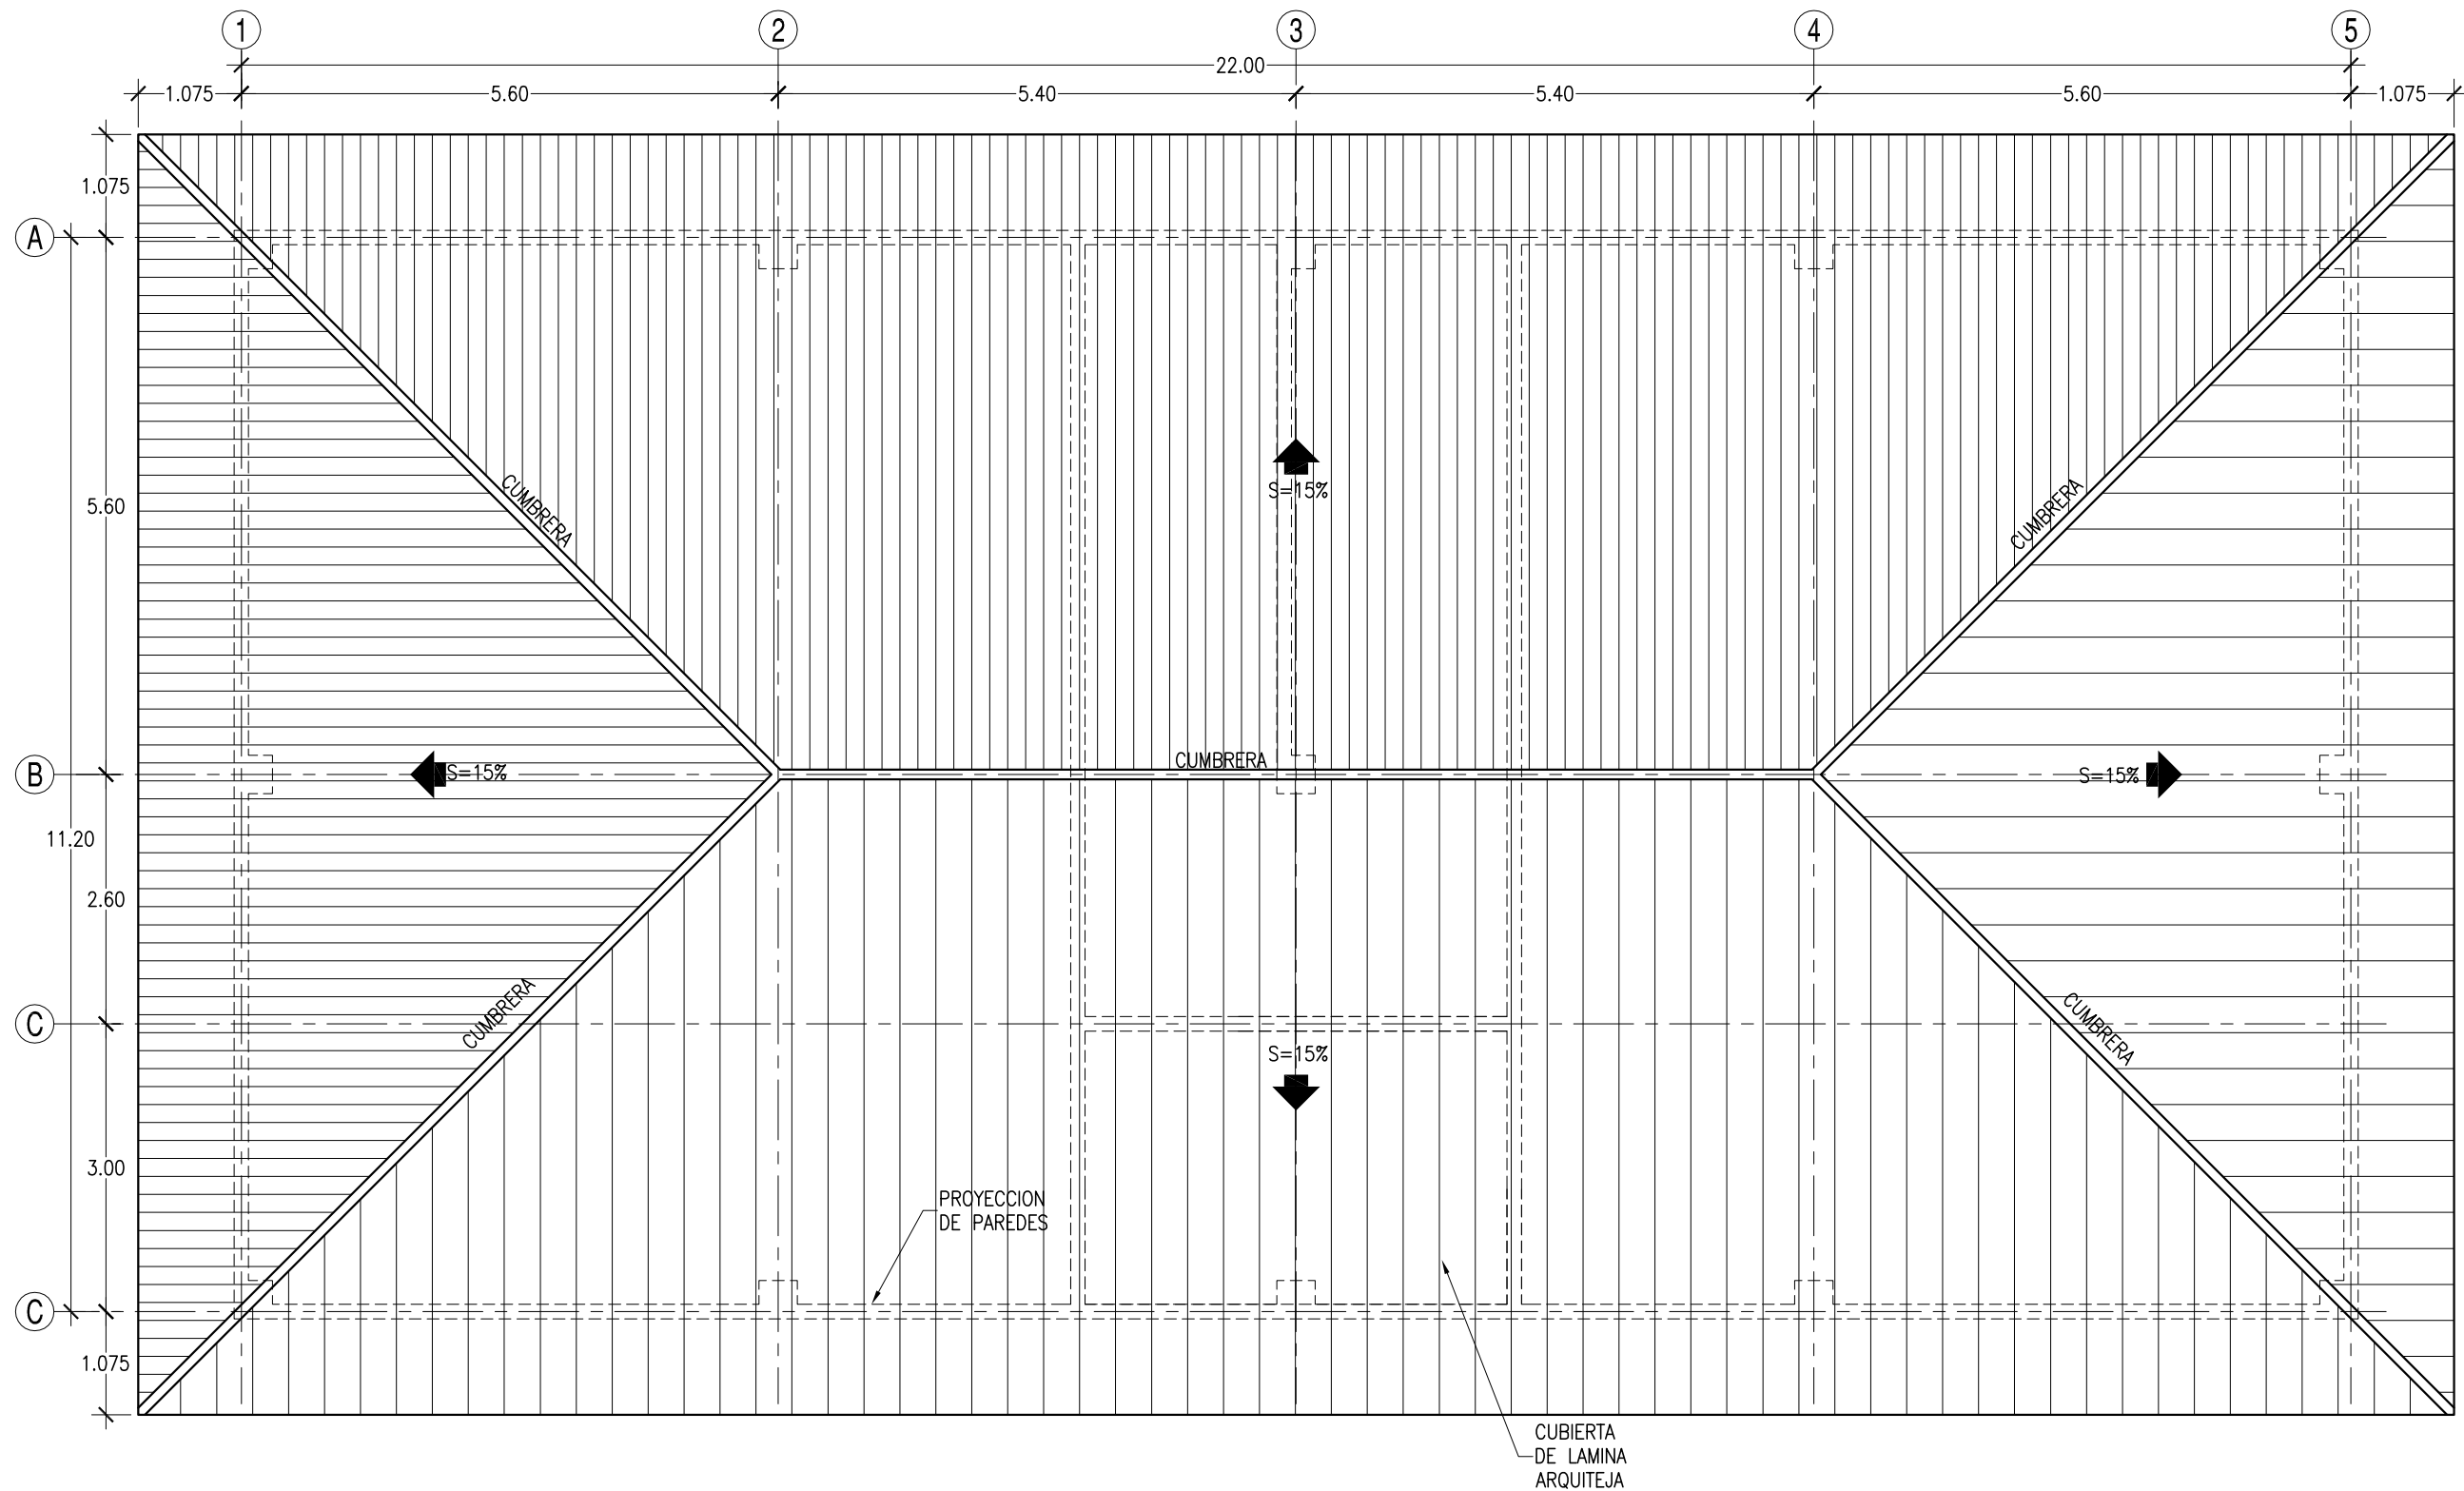 1 2 3 4 5
22.00
1.075 5.60 5.40 5.40 5.60 1.075
1.075
A
CUMBRERA
CUMBRERA
5.60
S=15%
CUMBRERA
B
S=15%
S=15%
11.20
2.60
CUMBRERA
CUMBRERA
C
S=15%
3.00
PROYECCION
DE PAREDES
C
1.075
CUBIERTA
DE LAMINA
ARQUITEJA